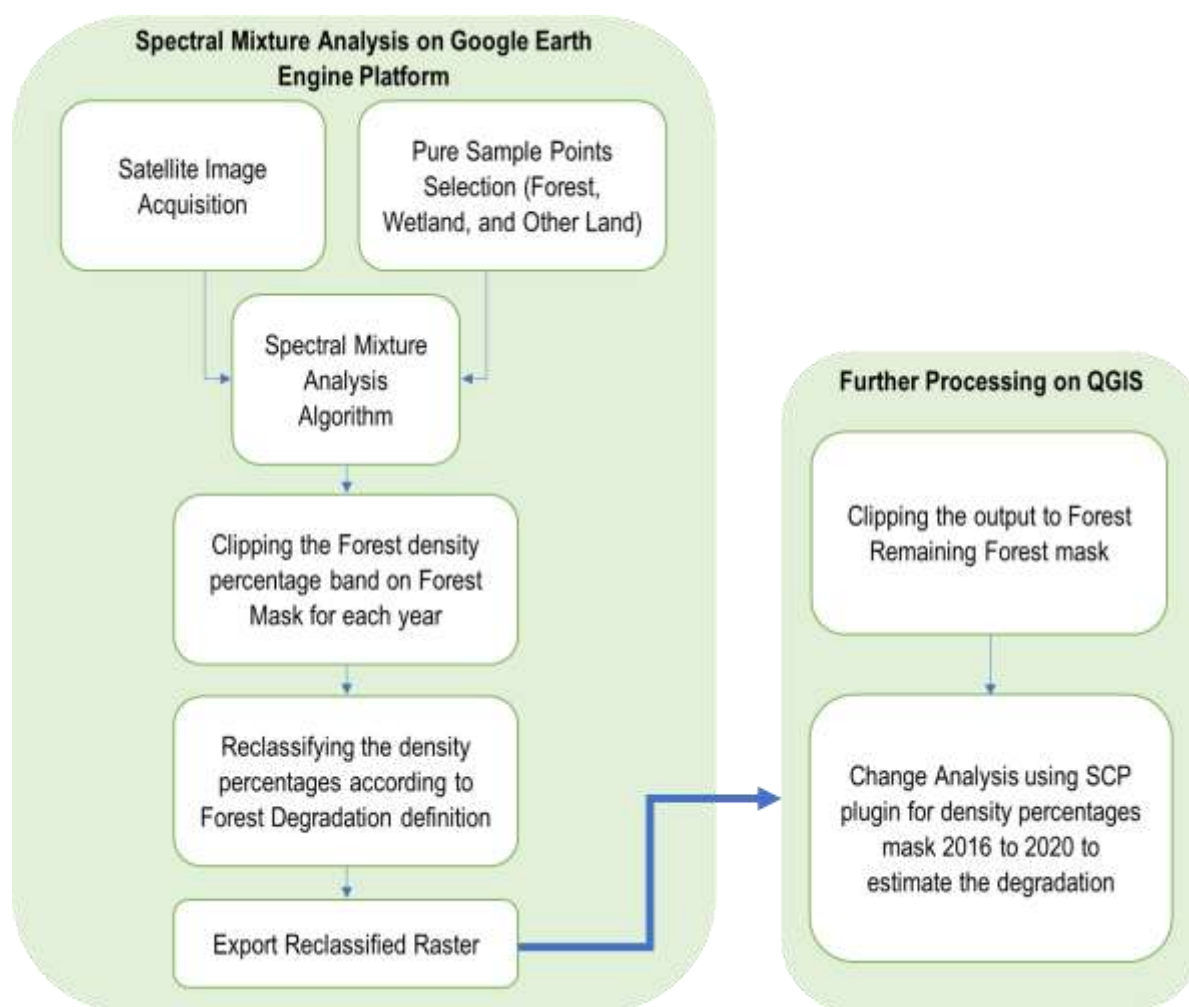 Spectral Mixture Analysis on Google Earth
Engine Platform
Satellite Image
Acquisition
Pure Sample Points
Selection (Forest,
Wetland, and Other Land)
Spectral Mixture
Analysis
Algorithm
Clipping the Forest density
percentage band on Forest
Mask for each year
Reclassifying the density
percentages according to
Forest Degradation definition
Export Reclassified Raster
Further Processing on QGIS
Clipping the output to Forest
Remaining Forest mask
Change Analysis using SCP
plugin for density percentages
mask 2016 to 2020 to
estimate the degradation